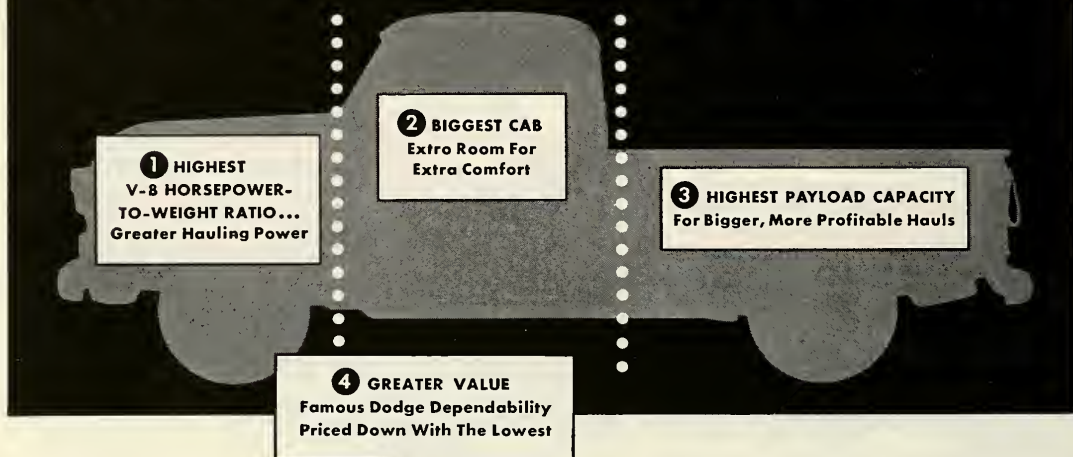 1 HIGHEST
V-8 HORSEPOWER-
TO-WEIGHT RATIO...
Greater Hauling Power
2 BIGGEST CAB
Extro Room For
Extra Comfort
3 HIGHEST PAYLOAD CAPACITY
For Bigger, More Profitable Hauls
4 GREATER VALUE
Famous Dodge Dependability
Priced Down With The Lowest